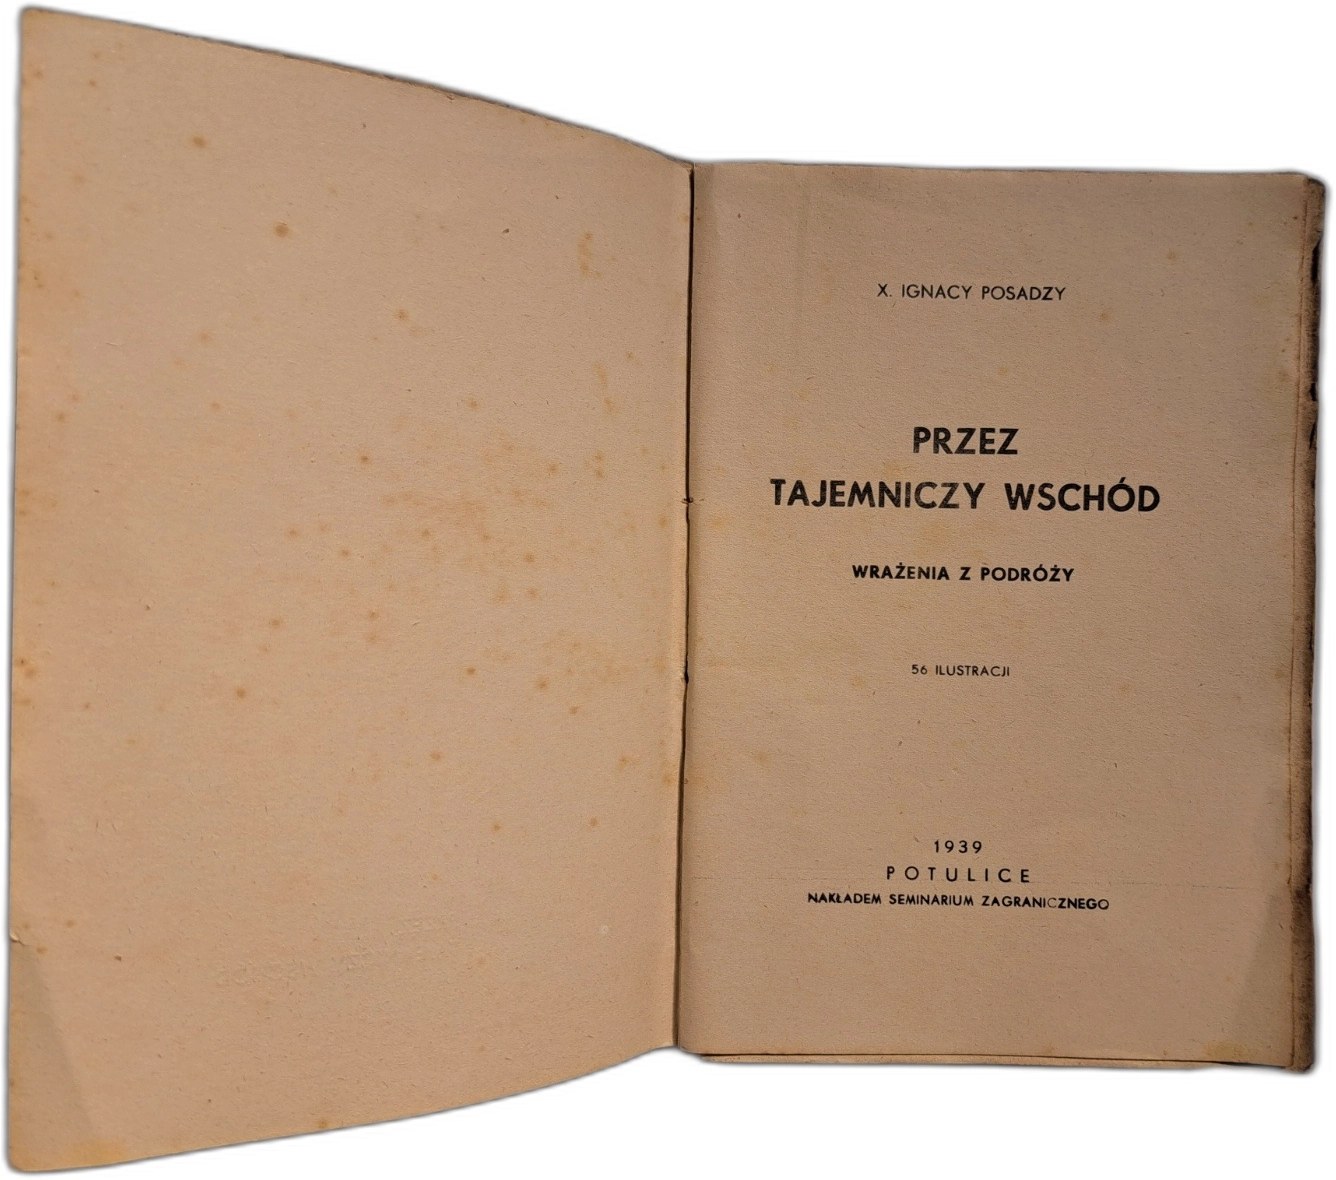 X. IGNACY POSADZY
PRZEZ
TAJEMNICZY WSCHÓD
WRAŻENIA Z PODRÓŻY
56 ILUSTRACJI
1939
POTULICE
NAKŁADEM SEMINARIUM ZAGRANICZNEGO